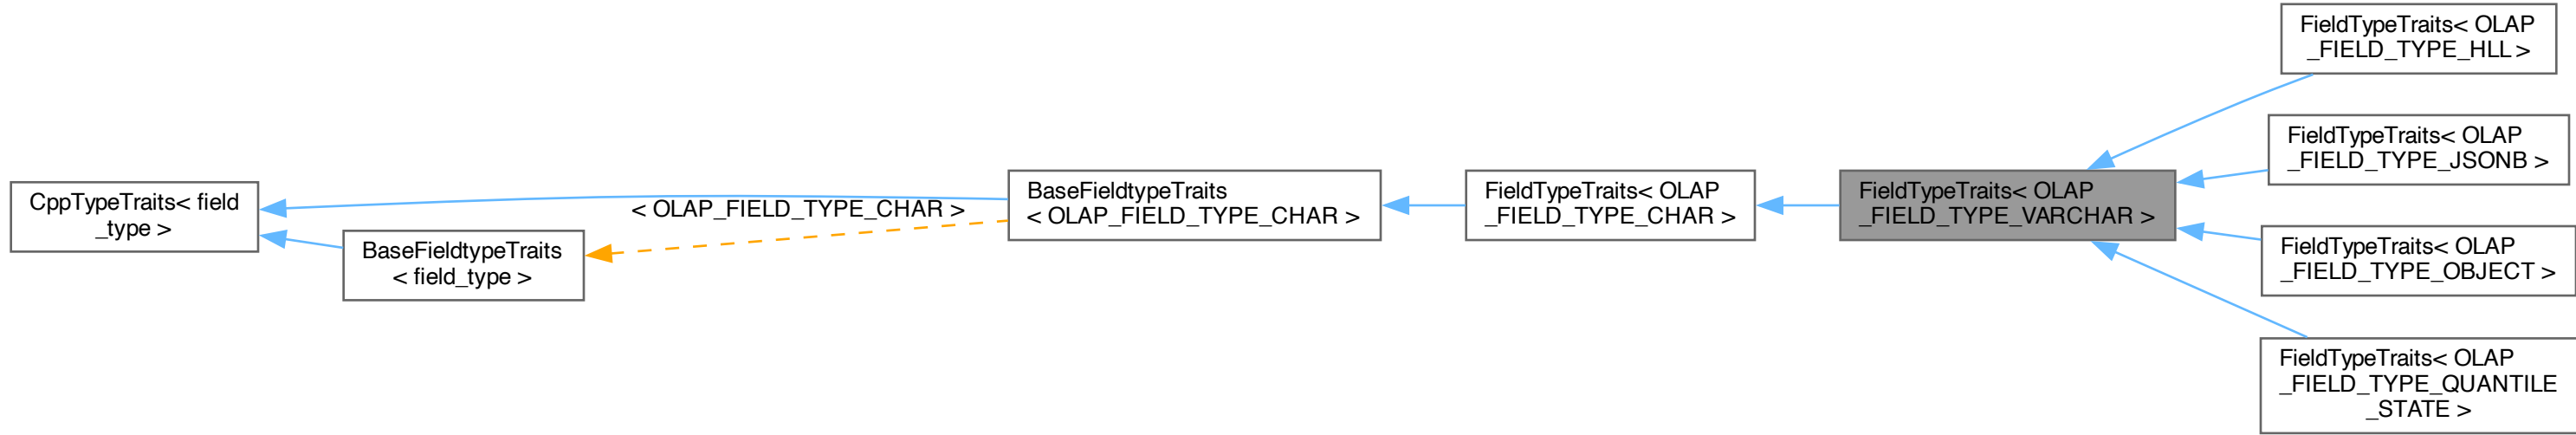 CppTypeTraits< field
_type >
BaseFieldtypeTraits
< field_type >
< OLAP_FIELD_TYPE_CHAR >
BaseFieldtypeTraits
< OLAP_FIELD_TYPE_CHAR >
FieldTypeTraits< OLAP
_FIELD_TYPE_CHAR >
FieldTypeTraits< OLAP
_FIELD_TYPE_VARCHAR >
FieldTypeTraits< OLAP
_FIELD_TYPE_HLL >
FieldTypeTraits< OLAP
_FIELD_TYPE_JSONB >
FieldTypeTraits< OLAP
_FIELD_TYPE_OBJECT >
FieldTypeTraits< OLAP
_FIELD_TYPE_QUANTILE
_STATE >